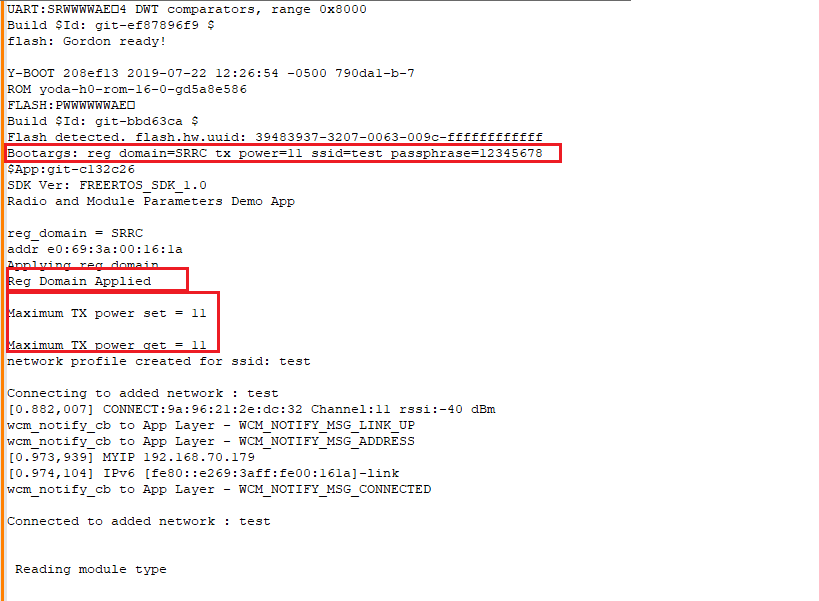 UART:SRWWWWAE□4 DWT comparators, range 0x8000
Build $Id: git-ef87896f9 $
flash: Gordon ready!
Y-BOOT 208ef13 2019-07-22 12:26:54 -0500 790da1-b-7
ROM yoda-h0-rom-16-0-gd5a8e586
FLASH:PWWWWWWAE□
Build $Id: git-bbd63ca $
Flash detected. flash.hw.uuid: 39483937-3207-0063-009c-ffffffffffff
Bootargs: reg_domain=SRRC tx_power=11 ssid=test passphrase=12345678
$App:git-c132c26
SDK Ver: FREERTOS_SDK_1.0
Radio and Module Parameters Demo App
reg_domain = SRRC
addr e0:69:3a:00:16:1a
Applying reg_domain
Reg Domain Applied
Maximum TX power set = 11
Maximum TX power get = 11
network profile created for ssid: test
Connecting to added network : test
[0.882,007] CONNECT:9a:96:21:2e:dc:32 Channel:11 rssi:-40 dBm
wcm_notify_cb to App Layer - WCM_NOTIFY_MSG_LINK_UP
wcm_notify_cb to App Layer - WCM_NOTIFY_MSG_ADDRESS
[0.973,939] MYIP 192.168.70.179
[0.974,104] IPv6 [fe80::e269:3aff:fe00:161a]-link
wcm_notify_cb to App Layer - WCM_NOTIFY_MSG_CONNECTED
Connected to added network : test
Reading module type